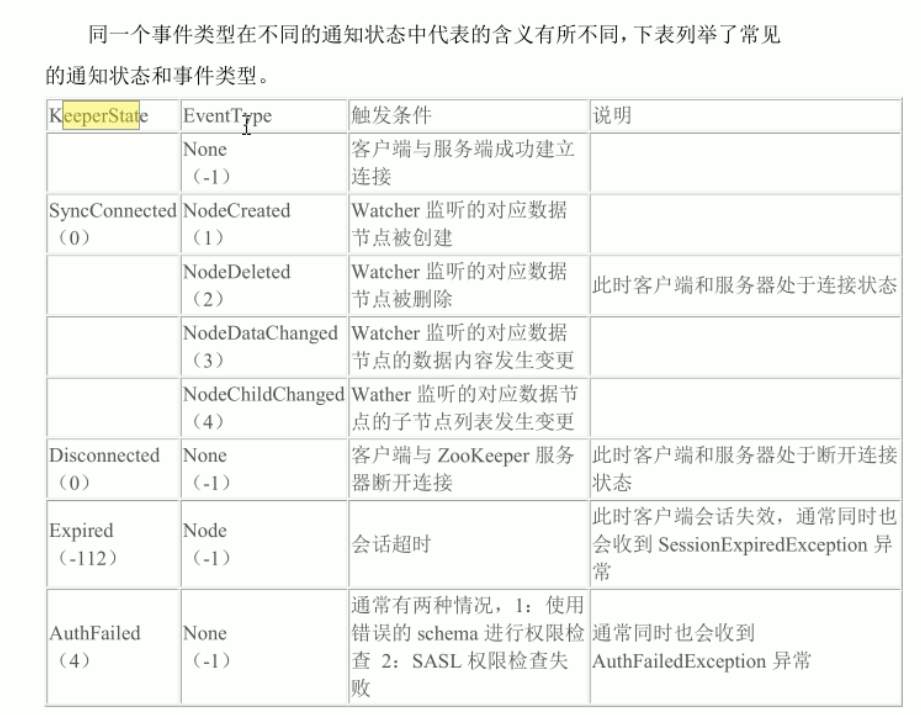 同一个事件类型在不同的通知状态中代表的含义有所不同，下表列举了常见
的通知状态和事件类型。
KeeperState EventType 触发条件 说明
None
（-1）
客户端与服务端成功建立
连接
SyncConnected
（0）
NodeCreated
（1）
Watcher 监听的对应数据
节点被创建
NodeDeleted
（2）
Watcher 监听的对应数据
节点被删除
此时客户端和服务器处于连接状态
NodeDataChanged
（3）
Watcher 监听的对应数据
节点的数据内容发生变更
NodeChildChanged
（4）
Wather 监听的对应数据节
点的子节点列表发生变更
Disconnected
（0）
None
（-1）
客户端与 ZooKeeper 服务
器断开连接
此时客户端和服务器处于断开连接
状态
Expired
（-112）
Node
（-1）
会话超时
此时客户端会话失效，通常同时也
会收到 SessionExpiredException 异
常
AuthFailed
（4）
None
（-1）
通常有两种情况，1：使用
错误的 schema 进行权限检
查 2：SASL 权限检查失
败
通常同时也会收到
AuthFailedException 异常